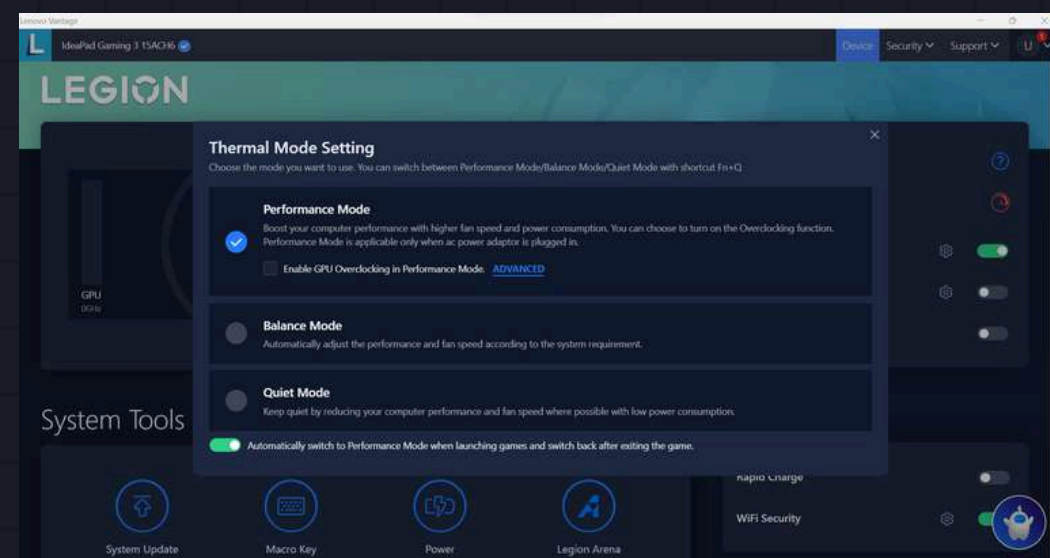 Lenovo Vantage
L IdeaPad Gaming 3 15ACH6
Device Security Support U 1
LEGION
Thermal Mode Setting
Choose the mode you want to use. You can switch between Performance Mode/Balance Mode/Quiet Mode with shortcut Fn+Q
Performance Mode
Boost your computer performance with higher fan speed and power consumption. You can choose to turn on the Overclocking function.
Performance Mode is applicable only when ac power adaptor is plugged in.
Enable GPU Overclocking in Performance Mode. ADVANCED
GPU
0GHz
Balance Mode
Automatically adjust the performance and fan speed according to the system requirement.
Quiet Mode
Keep quiet by reducing your computer performance and fan speed where possible with low power consumption.
Automatically switch to Performance Mode when launching games and switch back after exiting the game.
System Tools
System Update
Macro Key
Power
Legion Arena
Rapid Charge
WiFi Security